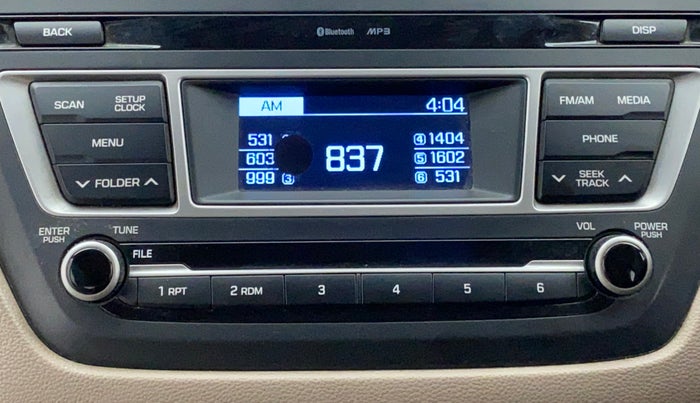 BACK
Bluetooth MP3
DISP
SCAN
SETUP CLOCK
MENU
FOLDER
AM 4:04
531
603
999 3
837
4 1404
5 1602
6 531
FM/AM MEDIA
PHONE
SEEK TRACK
ENTER PUSH
TUNE
FILE
VOL
POWER PUSH
1 RPT 2 RDM 3 4 5 6